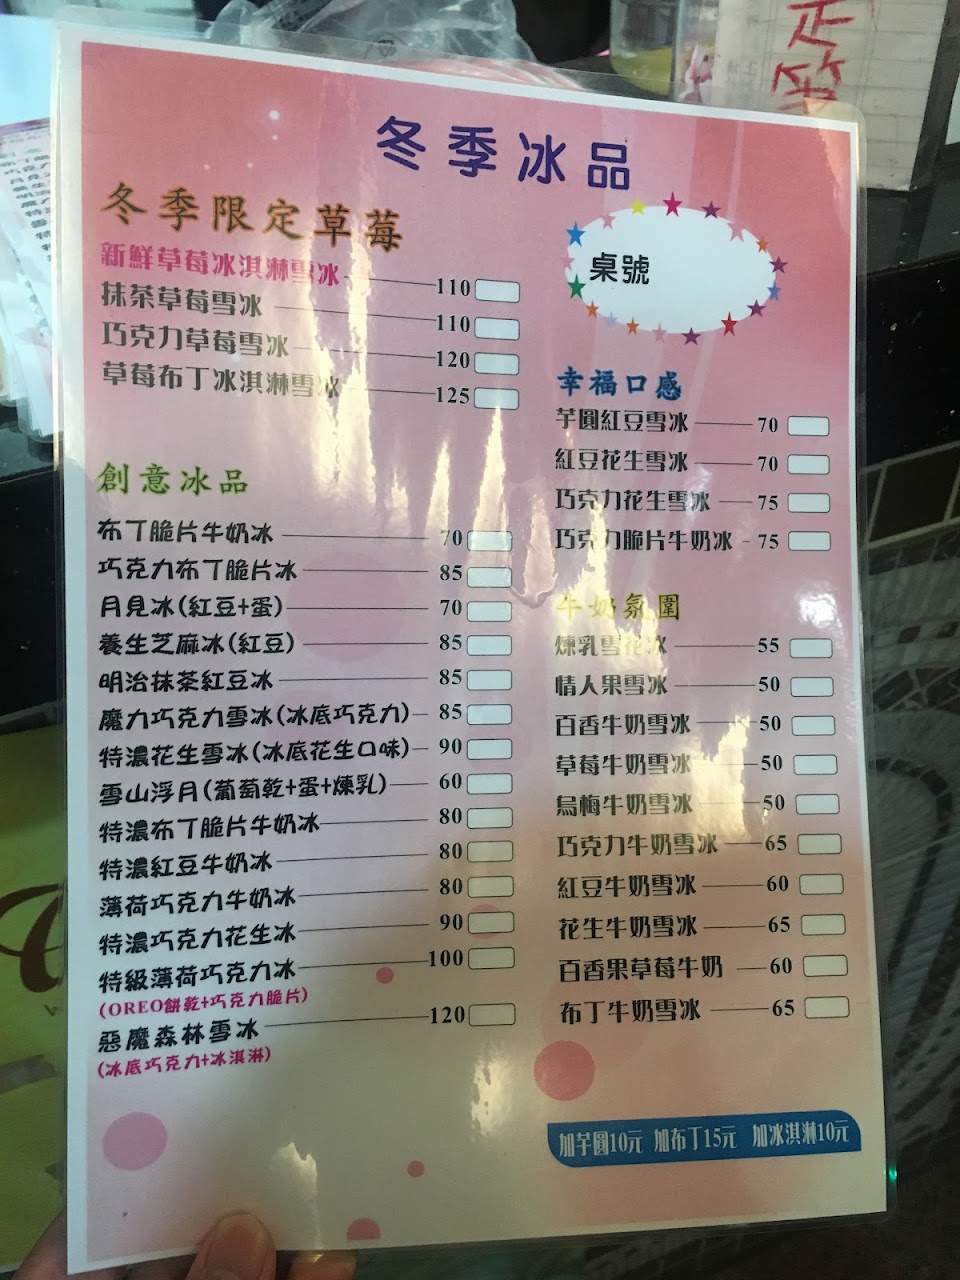 冬季冰品
冬季限定草莓
新鮮草莓冰淇淋雪冰 110
抹茶草莓雪冰 110
巧克力草莓雪冰 120
草莓布丁冰淇淋雪冰 125
創意冰品
布丁脆片牛奶冰 70
巧克力布丁脆片冰 85
月見冰(紅豆+蛋) 70
養生芝麻冰(紅豆) 85
明治抹茶紅豆冰 85
魔力巧克力雪冰(冰底巧克力) 85
特濃花生雪冰(冰底花生口味) 90
雪山浮月(葡萄乾+蛋+煉乳) 60
特濃布丁脆片牛奶冰 80
特濃紅豆牛奶冰 80
薄荷巧克力牛奶冰 80
特濃巧克力花生冰 90
特級薄荷巧克力冰 100
(OREO餅乾+巧克力脆片)
惡魔森林雪冰 120
(冰底巧克力+冰淇淋)
桌號
幸福口感
芋圓紅豆雪冰 70
紅豆花生雪冰 70
巧克力花生雪冰 75
巧克力脆片牛奶冰 - 75
牛奶氛圍
煉乳雪花冰 55
情人果雪冰 50
百香牛奶雪冰 50
草莓牛奶雪冰 50
烏梅牛奶雪冰 50
巧克力牛奶雪冰 65
紅豆牛奶雪冰 60
花生牛奶雪冰 65
百香果草莓牛奶 60
布丁牛奶雪冰 65
加芋圓10元 加布丁15元 加冰淇淋10元